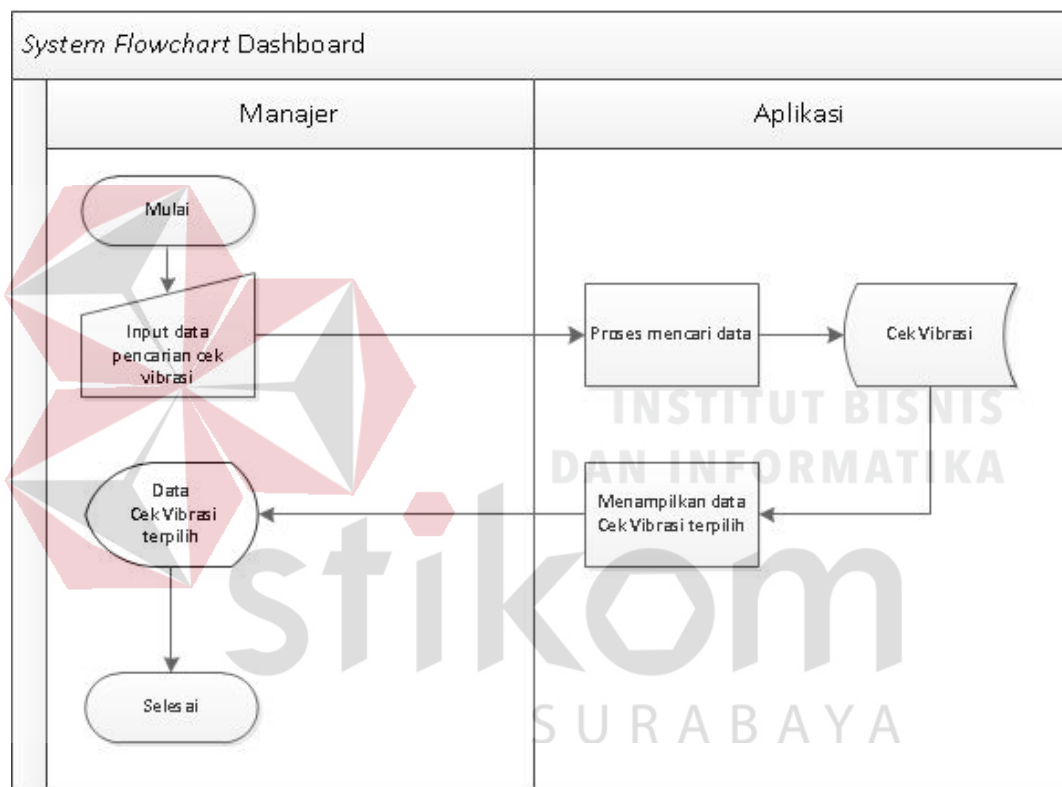 System Flowchart Dashboard
Manajer
Aplikasi
Mulai
Input data
pencarian cek
vibrasi
Proses mencari data
Cek Vibrasi
INSTITUT BISNIS
DAN INFORMATIKA
Data
Cek Vibrasi
terpilih
Menampilkan data
Cek Vibrasi terpilih
stikom
Selesai
SURABAYA